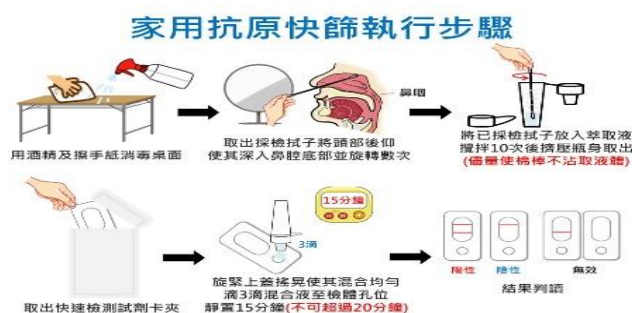 家用抗原快篩執行步驟
鼻咽
用酒精及擦手紙消毒桌面
取出採檢拭子將頭部後仰
使其深入鼻腔底部並旋轉數次
將已採檢拭子放入萃取液
攪拌10次後擠壓瓶身取出
(儘量使棉棒不沾取液體)
15分鐘
3滴
陽性
陰性
無效
取出快速檢測試劑卡夾
旋緊上蓋搖晃使其混合均勻
滴3滴混合液至檢體孔位
靜置15分鐘(不可超過20分鐘)
結果判讀